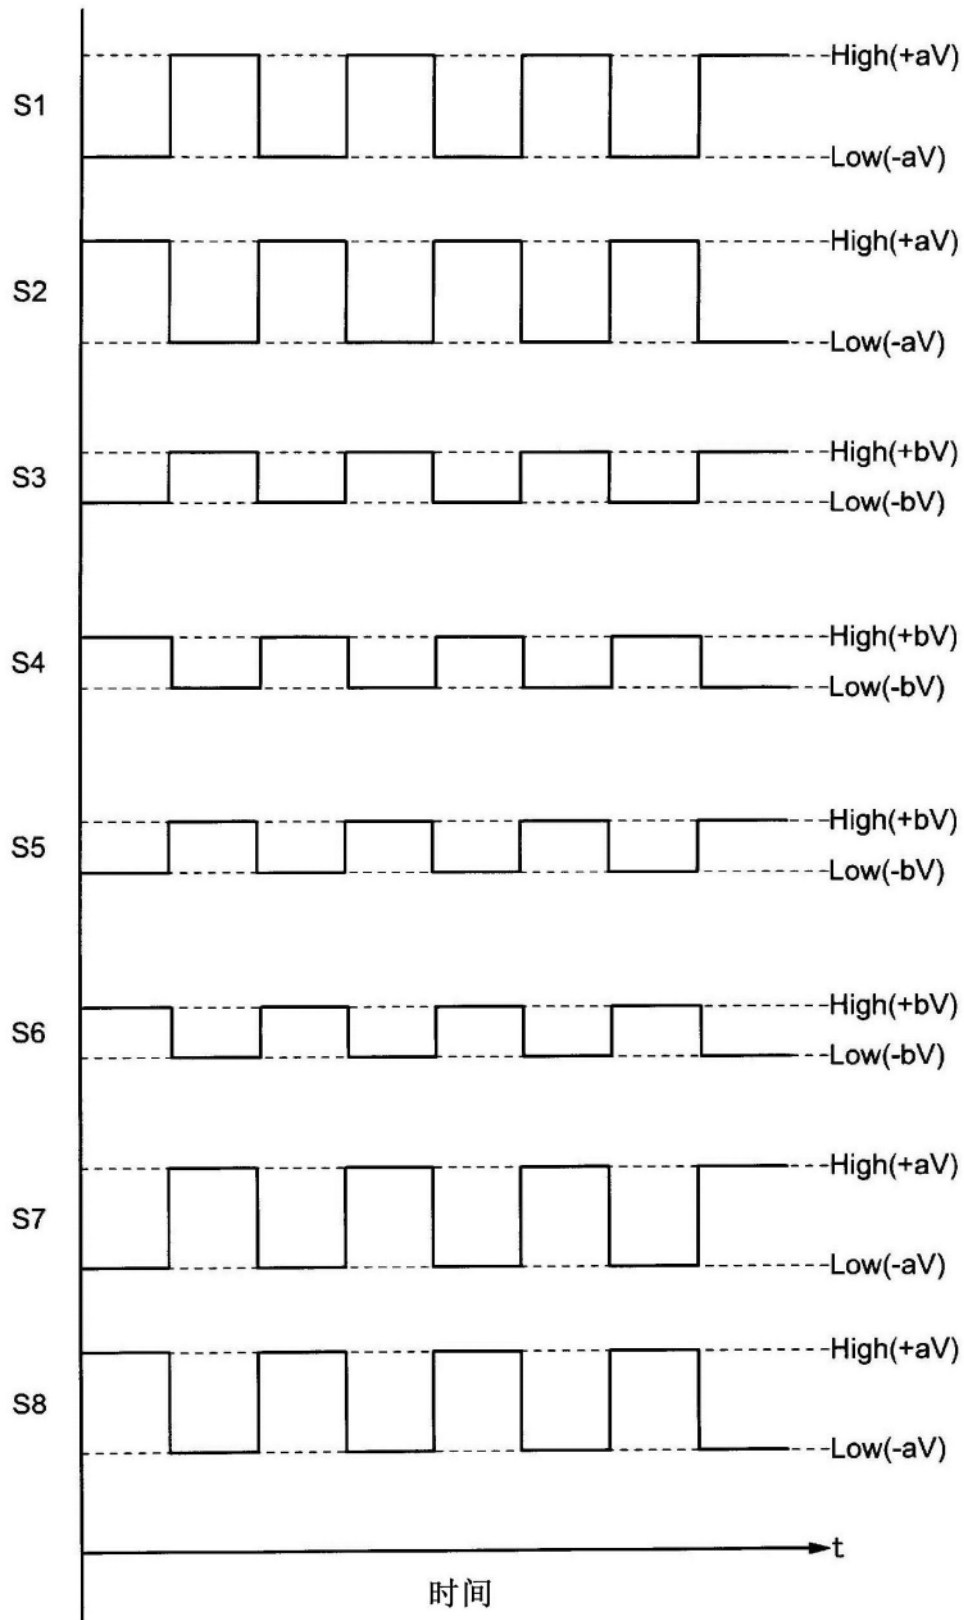 High(+aV)
S1
Low(-aV)
High(+aV)
S2
Low(-aV)
High(+bV)
S3
Low(-bV)
High(+bV)
S4
Low(-bV)
High(+bV)
S5
Low(-bV)
High(+bV)
S6
Low(-bV)
High(+aV)
S7
Low(-aV)
High(+aV)
S8
Low(-aV)
t
时间